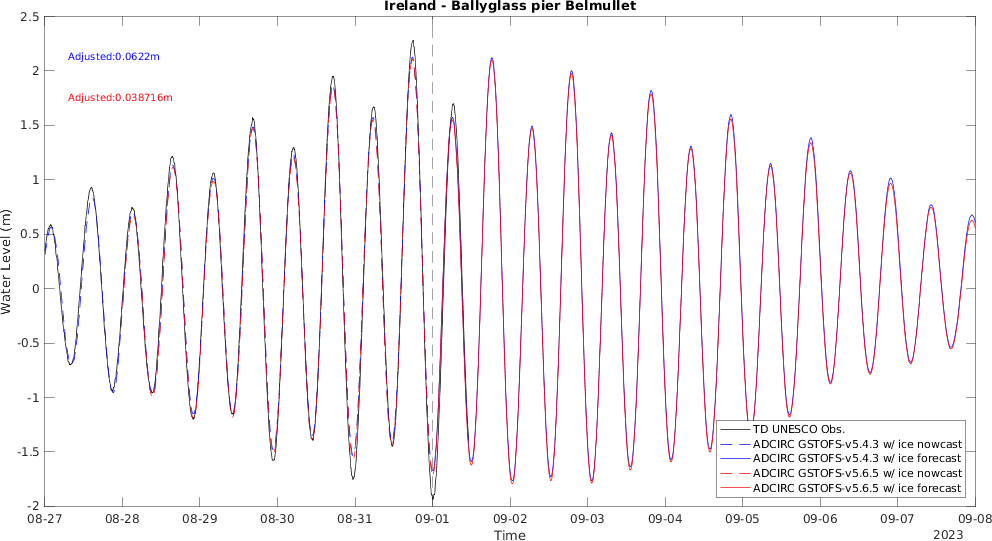 Ireland - Ballyglass pier Belmullet
Adjusted:0.0622m
Adjusted:0.038716m
Water Level (m)
2.5
2
1.5
1
0.5
0
-0.5
-1
-1.5
-2
TD UNESCO Obs.
ADCIRC GSTOFS-v5.4.3 w/ ice nowcast
ADCIRC GSTOFS-v5.4.3 w/ ice forecast
ADCIRC GSTOFS-v5.6.5 w/ ice nowcast
ADCIRC GSTOFS-v5.6.5 w/ ice forecast
08-27 08-28 08-29 08-30 08-31 09-01 09-02 09-03 09-04 09-05 09-06 09-07 09-08
Time
2023